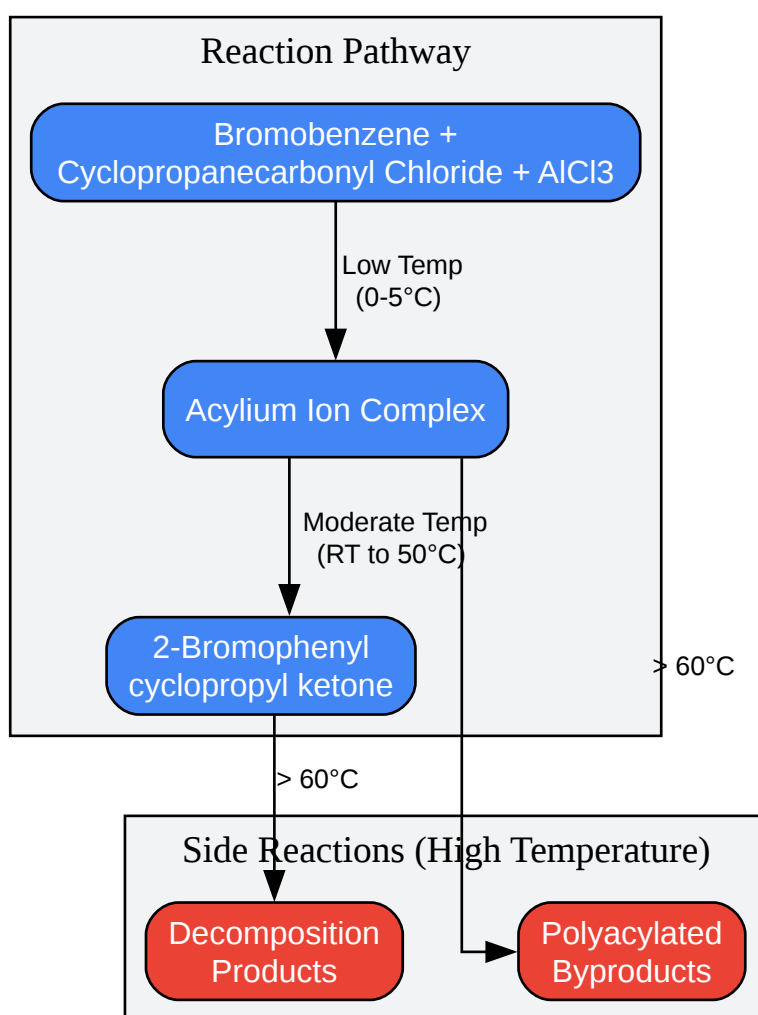 Reaction Pathway
Bromobenzene +
Cyclopropanecarbonyl Chloride + AlCl3
Low Temp
(0-5°C)
Acylium Ion Complex
Moderate Temp
(RT to 50°C)
2-Bromophenyl
cyclopropyl ketone
> 60°C
> 60°C
Side Reactions (High Temperature)
Decomposition
Products
Polyacylated
Byproducts